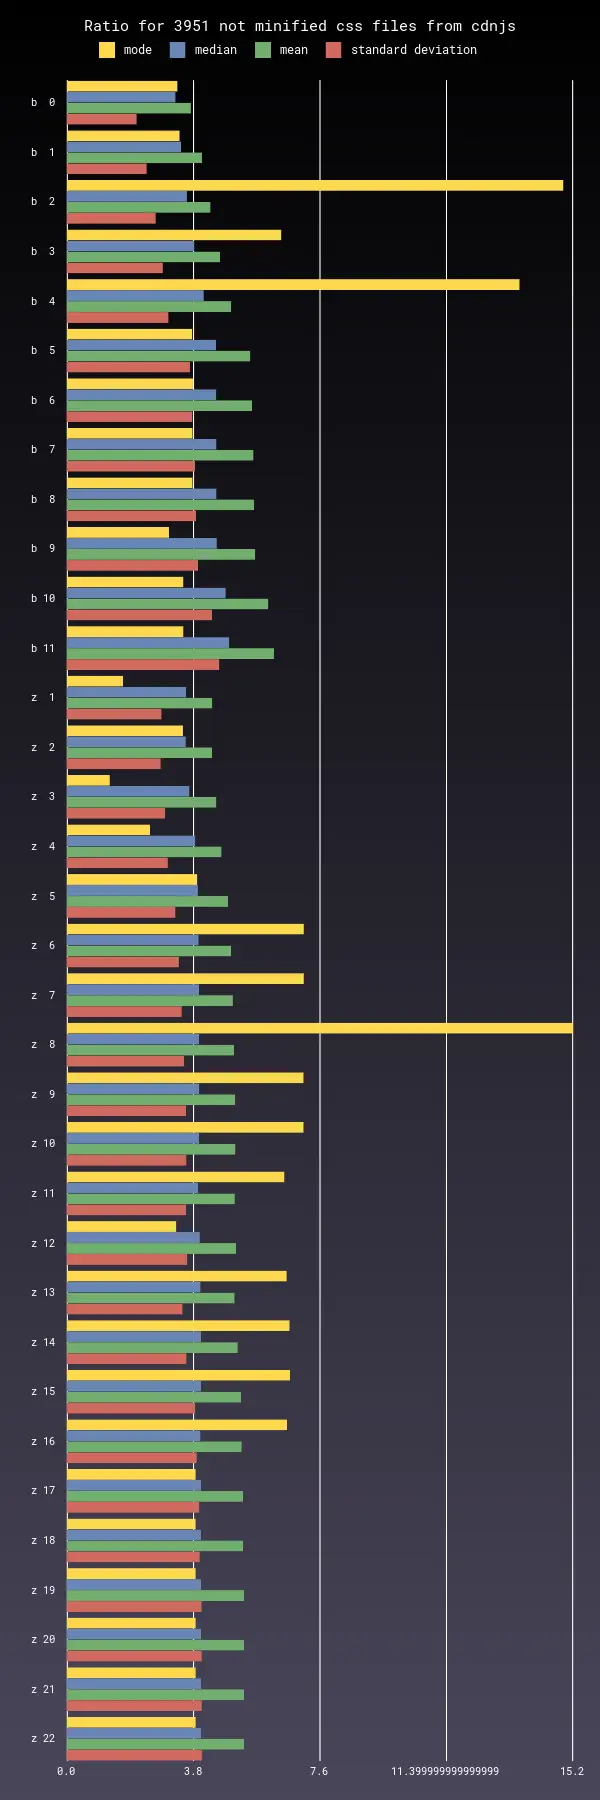 Ratio for 3951 not minified css files from cdnjs
mode median mean standard deviation
b 0
b 1
b 2
b 3
b 4
b 5
b 6
b 7
b 8
b 9
b 10
b 11
z 1
z 2
z 3
z 4
z 5
z 6
z 7
z 8
z 9
z 10
z 11
z 12
z 13
z 14
z 15
z 16
z 17
z 18
z 19
z 20
z 21
z 22
0.0 3.8 7.6 11.399999999999999 15.2